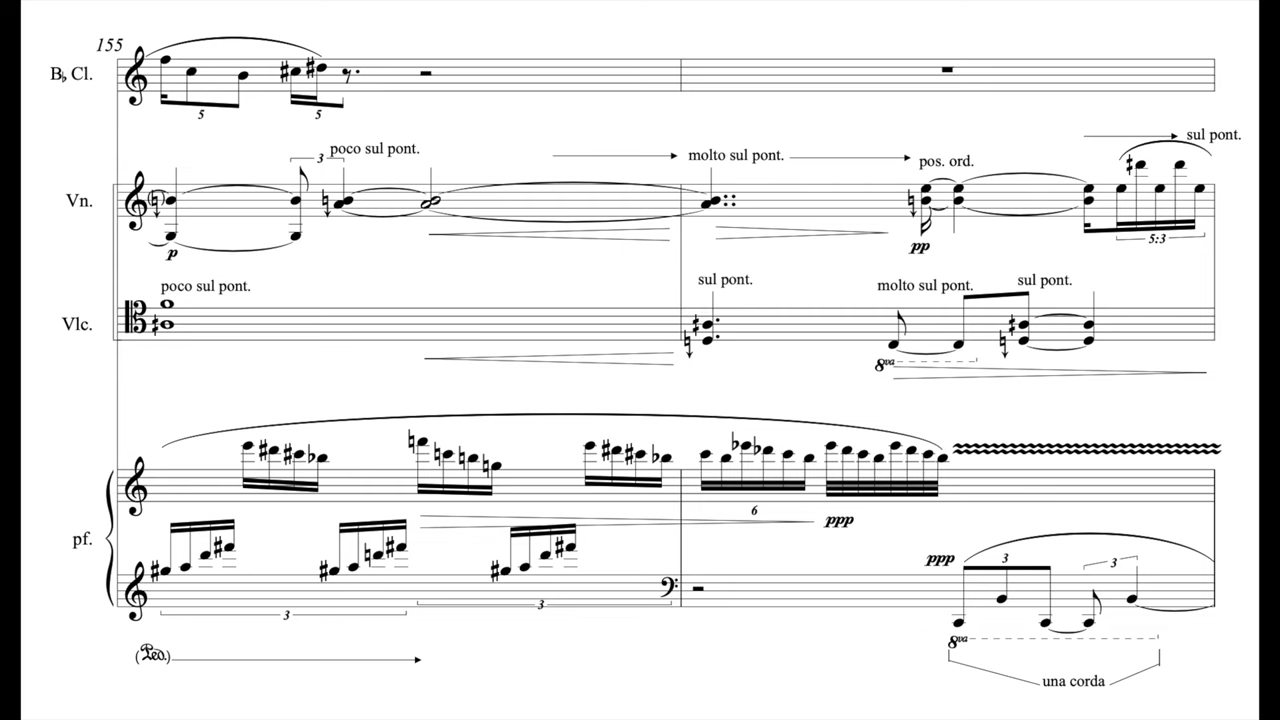 155
B♭ Cl.
5
5
3
poco sul pont.
molto sul pont.
pos. ord.
sul pont.
Vn.
p
pp
5:3
poco sul pont.
sul pont.
molto sul pont.
sul pont.
Vlc.
8va
6
ppp
pf.
ppp
3
3
3
3
8va
(Ped.)
una corda